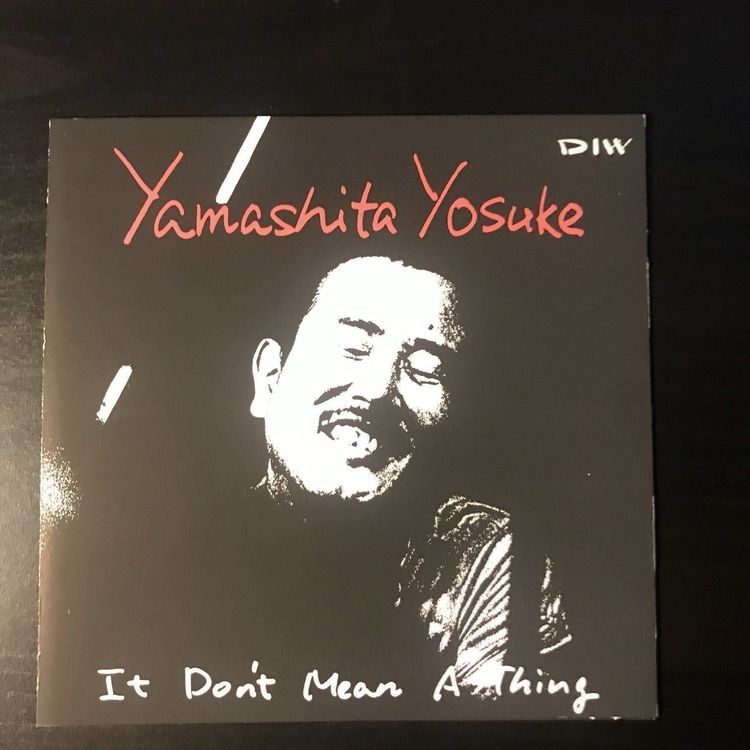 DIW
Yamashita Yosuke
It Don't Mean A Thing